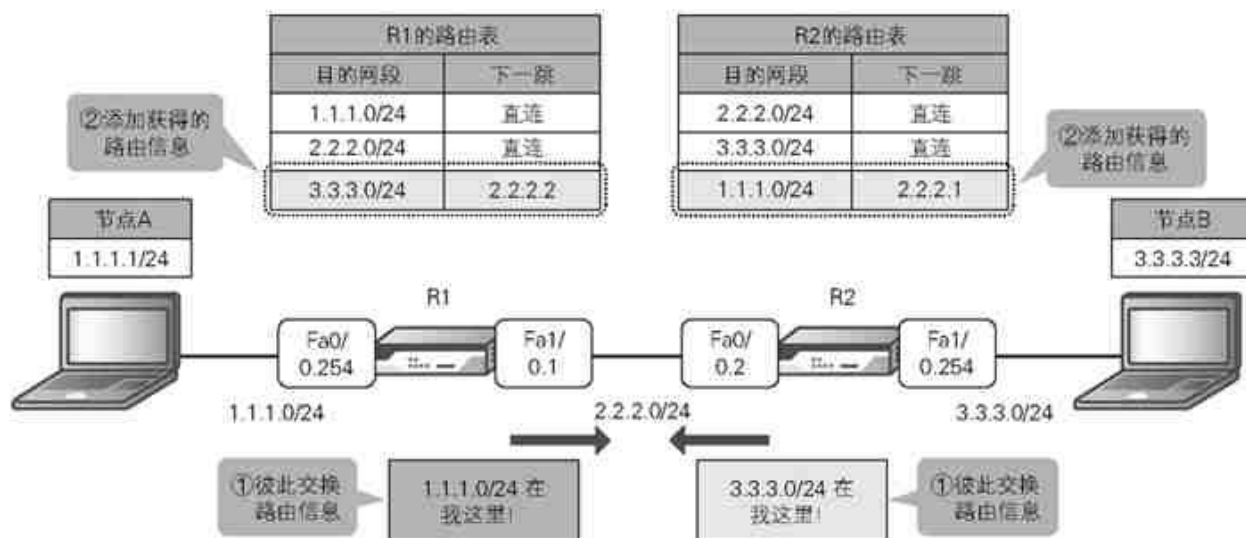 R1的路由表
目的网段 下一跳
1.1.1.0/24 直连
2.2.2.0/24 直连
3.3.3.0/24 2.2.2.2
R2的路由表
目的网段 下一跳
2.2.2.0/24 直连
3.3.3.0/24 直连
1.1.1.0/24 2.2.2.1
②添加获得的
路由信息
②添加获得的
路由信息
节点A
1.1.1.1/24
节点B
3.3.3.3/24
R1
R2
Fa0/
0.254
Fa1/
0.1
Fa0/
0.2
Fa1/
0.254
1.1.1.0/24
2.2.2.0/24
3.3.3.0/24
①彼此交换
路由信息
1.1.1.0/24 在
我这里!
3.3.3.0/24 在
我这里!
①彼此交换
路由信息